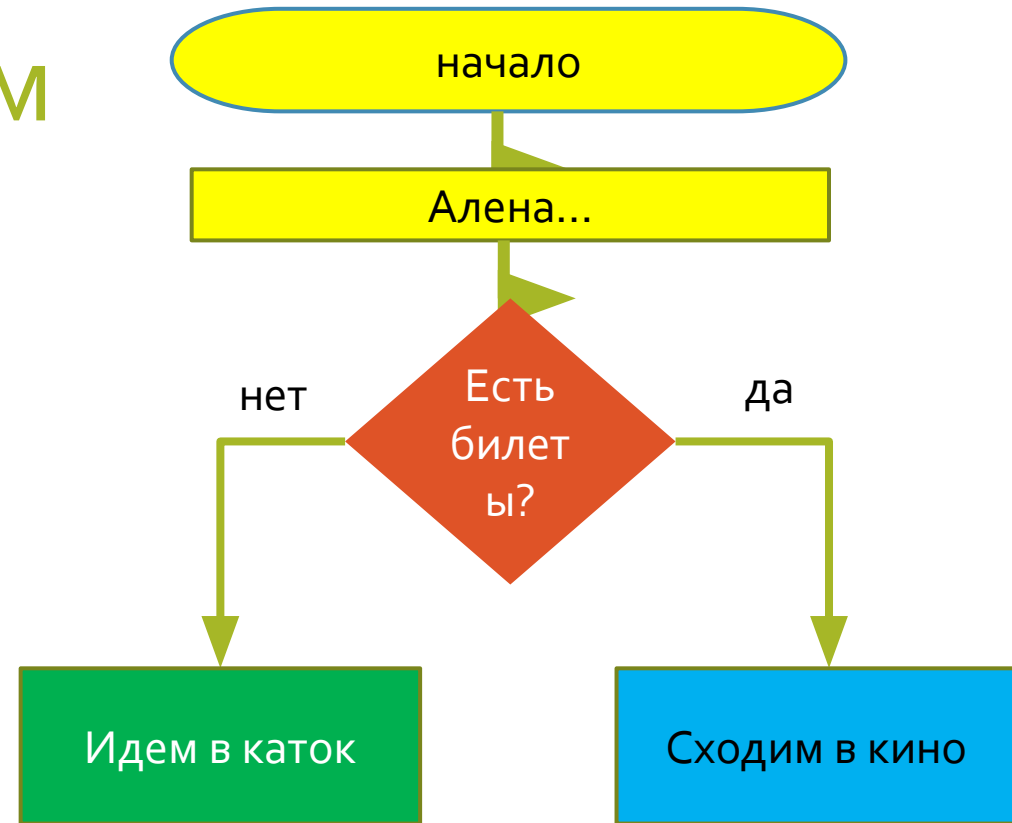 м
начало
Алена...
нет
Есть
билет
ы?
да
Идем в каток
Сходим в кино